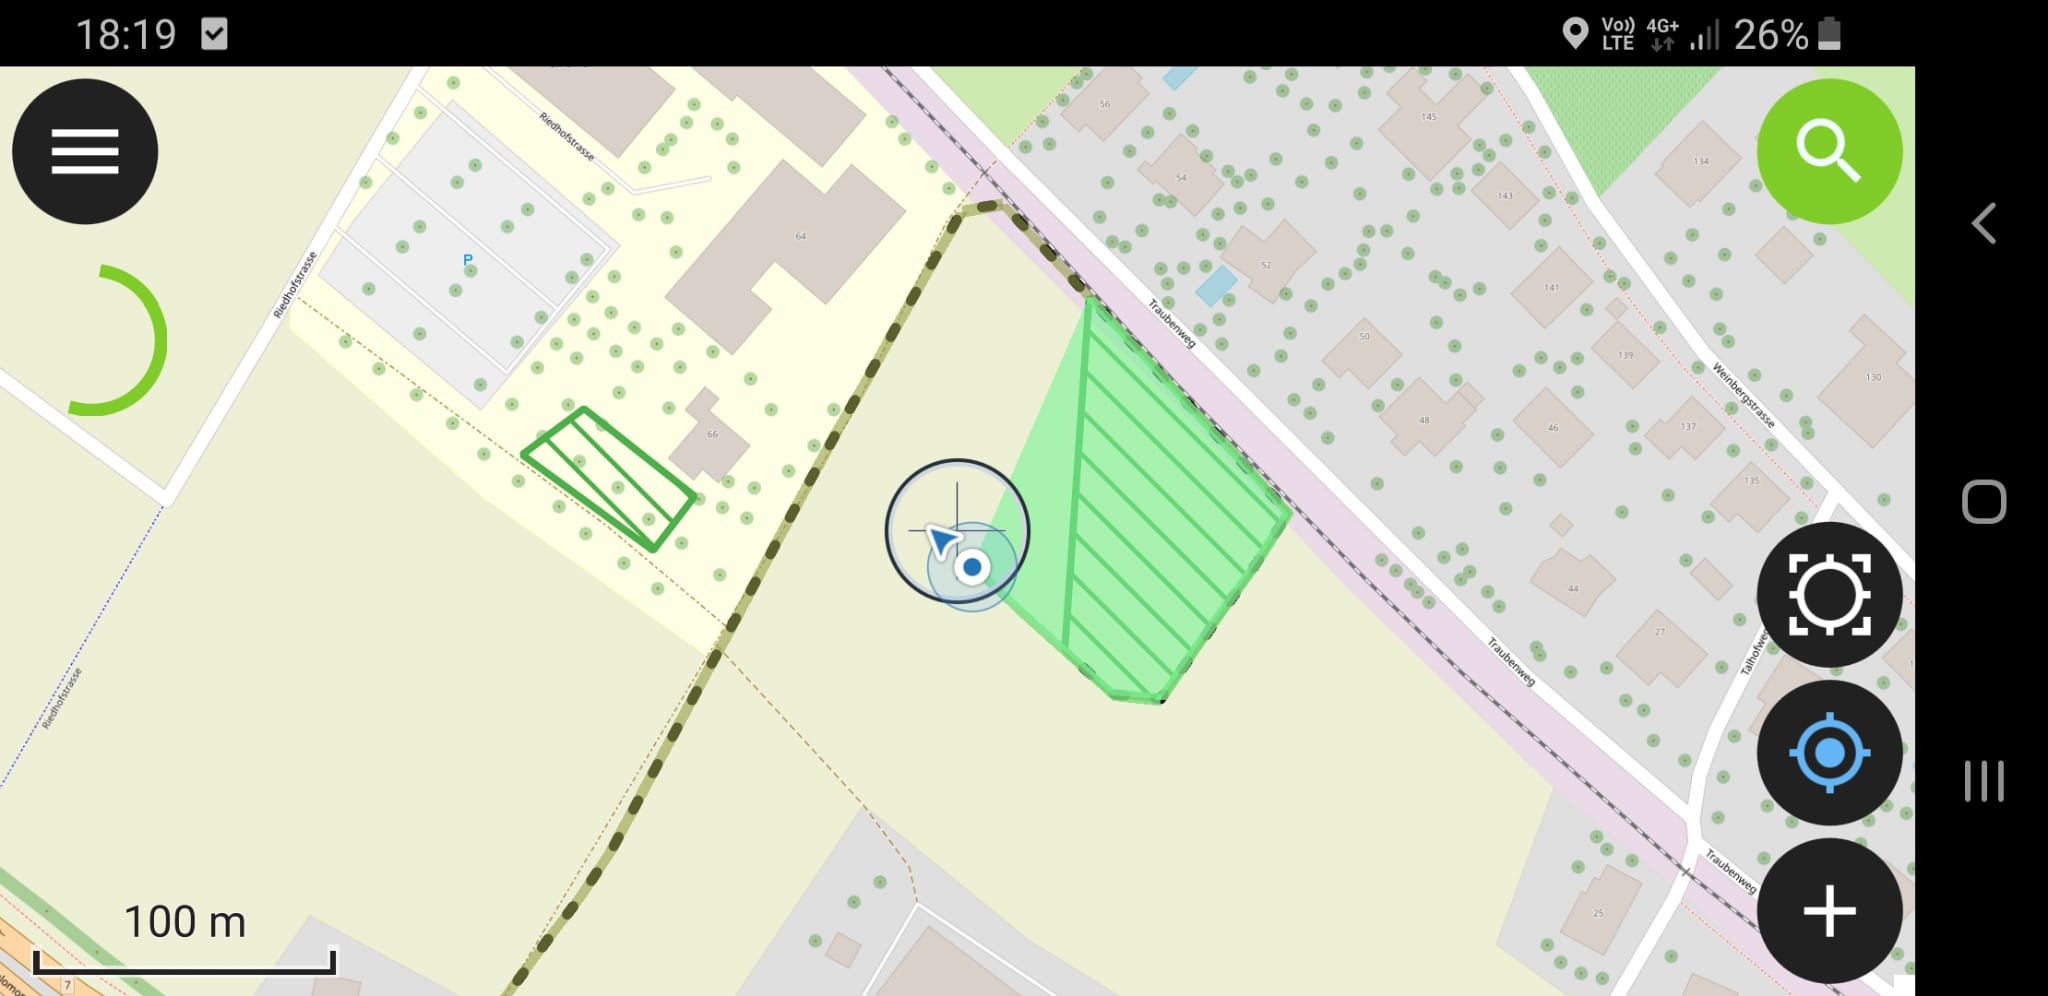 18:19
Vo))
LTE
4G+
26%
Riedhofstrasse
56
145
134
54
143
64
P
52
141
Riedhofstrasse
Traubenweg
50
139
Weinbergstrasse
130
48
46
137
66
135
44
27
Talhofweg
Traubenweg
Riedhofstrasse
Traubenweg
25
100 m
7